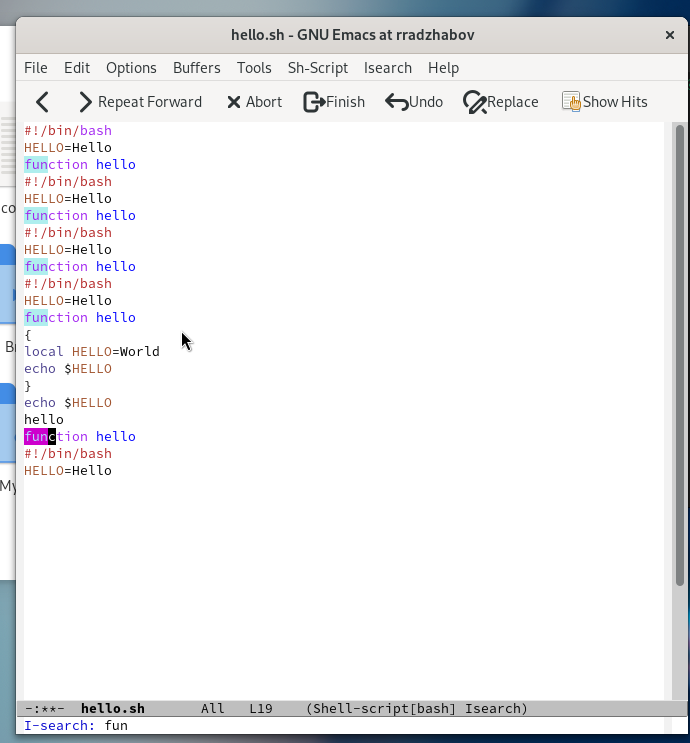 hello.sh - GNU Emacs at rradzhabov
File Edit Options Buffers Tools Sh-Script Isearch Help
Repeat Forward Abort Finish Undo Replace Show Hits
#!/bin/bash
HELLO=Hello
function hello
#!/bin/bash
HELLO=Hello
function hello
#!/bin/bash
HELLO=Hello
function hello
#!/bin/bash
HELLO=Hello
function hello
{
local HELLO=World
echo $HELLO
}
echo $HELLO
hello
function hello
#!/bin/bash
HELLO=Hello
-:**- hello.sh All L19 (Shell-script[bash] Isearch)
I-search: fun
co
B
My